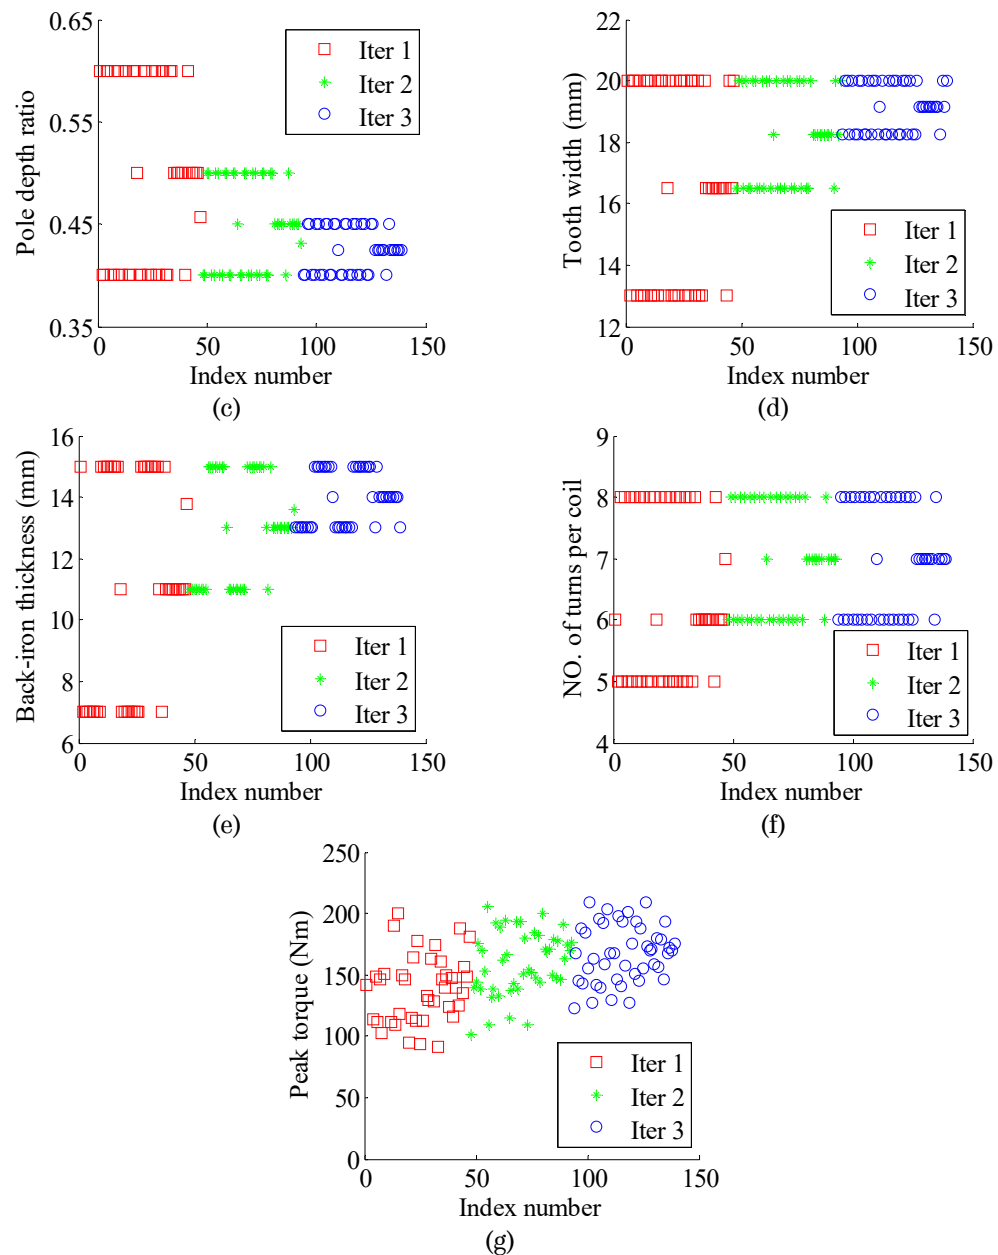 0.65
0.55
0.45
0.35
0
50
100
150
Pole depth ratio
Index number
Iter 1
Iter 2
Iter 3
(c)
22
20
18
16
14
12
0
50
100
150
Tooth width (mm)
Index number
Iter 1
Iter 2
Iter 3
(d)
16
14
12
10
8
6
0
50
100
150
Back-iron thickness (mm)
Index number
Iter 1
Iter 2
Iter 3
(e)
9
8
7
6
5
4
0
50
100
150
NO. of turns per coil
Index number
Iter 1
Iter 2
Iter 3
(f)
250
200
150
100
50
0
0
50
100
150
Peak torque (Nm)
Index number
Iter 1
Iter 2
Iter 3
(g)